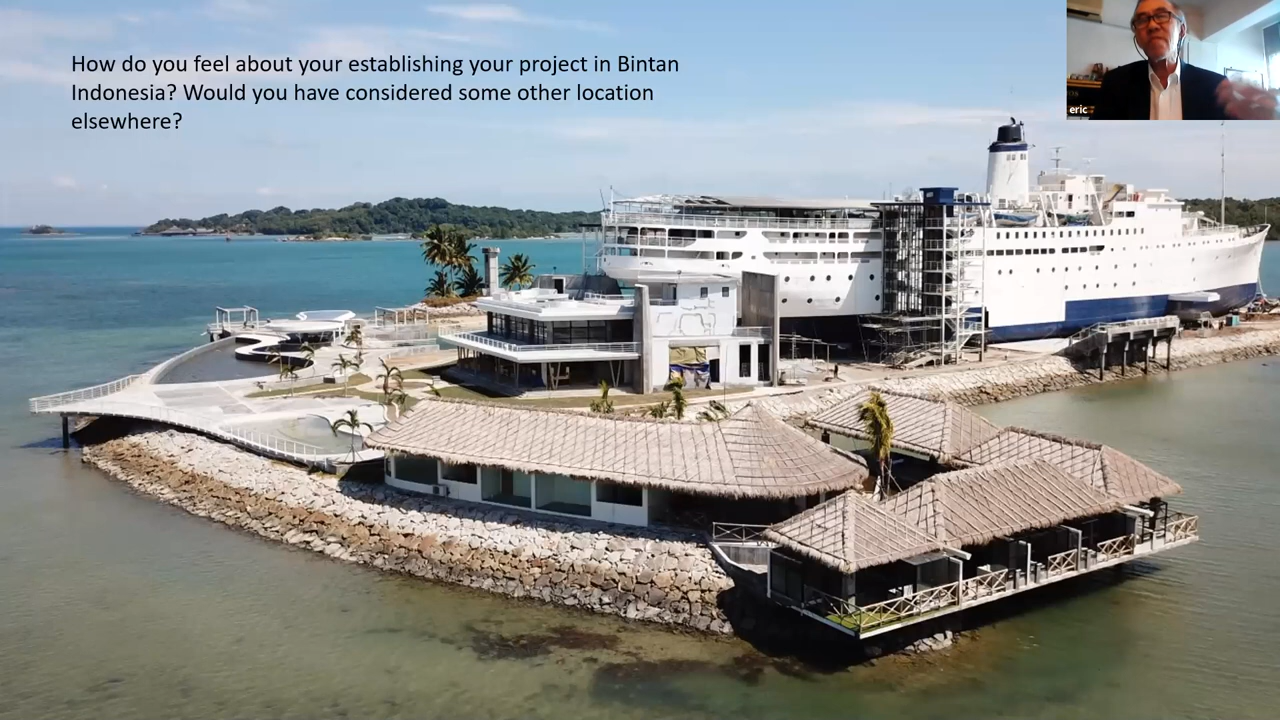 How do you feel about your establishing your project in Bintan
Indonesia? Would you have considered some other location
elsewhere?
eric